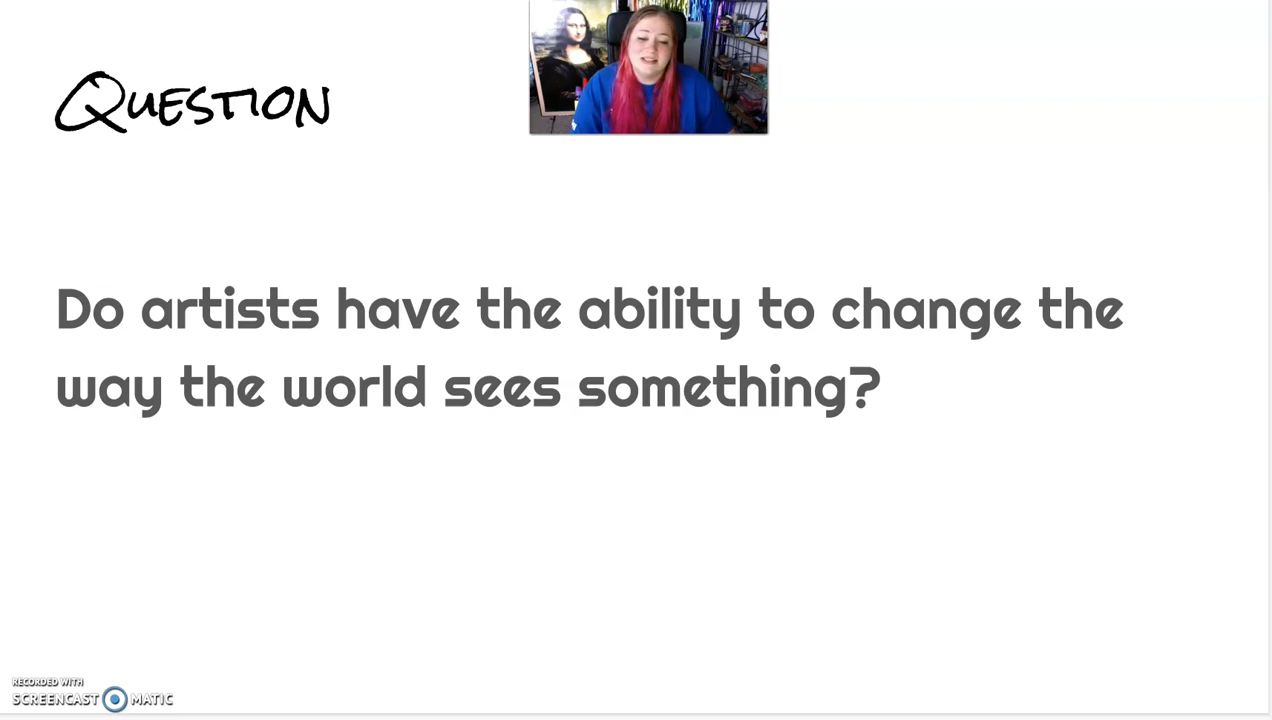 Question
Do artists have the ability to change the
way the world sees something?
RECORDED WITH
SCREENCAST MATIC